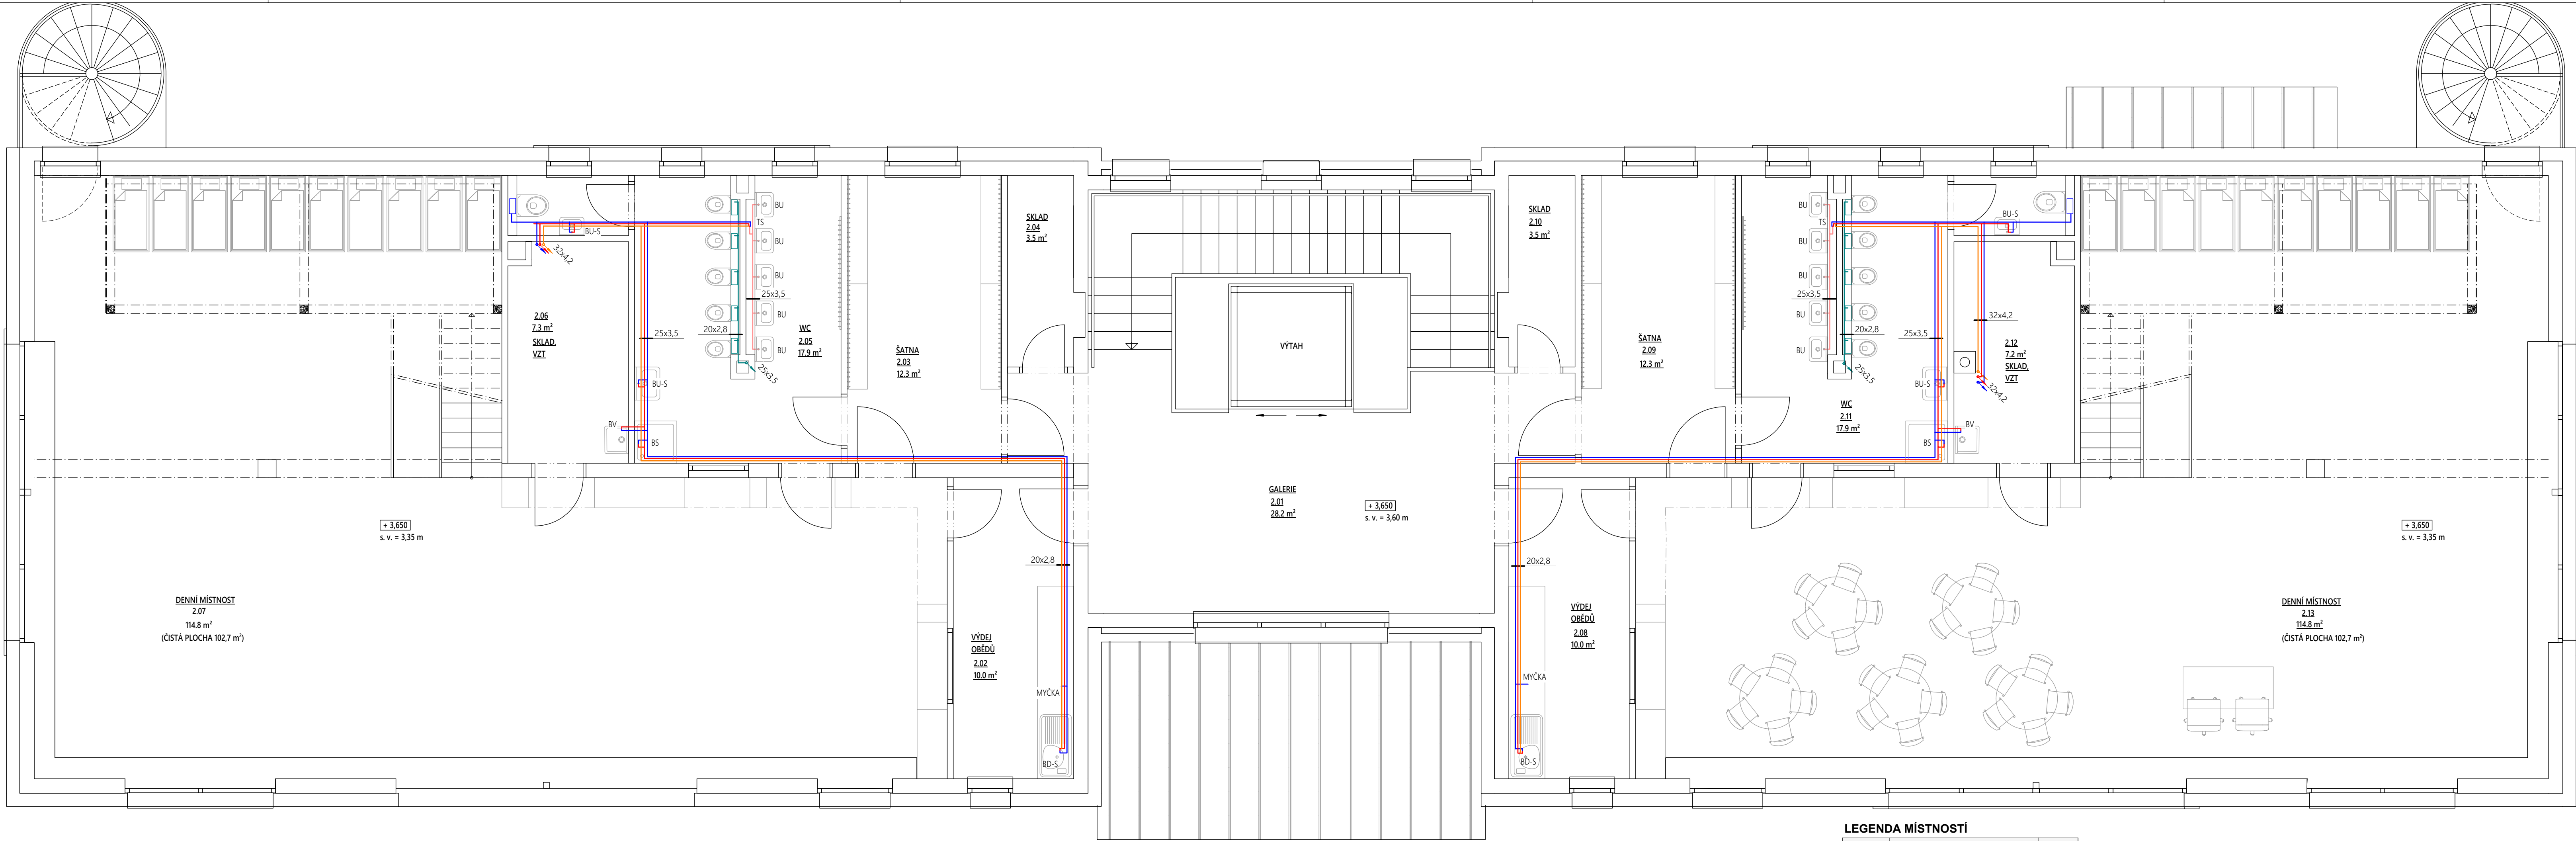 BU
BU-S
TS
32x4,2
BU
BU
25x3,5
BU
BU
20x2,8
25x3,5
25x3,5
BU-S
BV
BS
2.06
7.3 m²
SKLAD,
VZT
WC
2.05
17.9 m²
ŠATNA
2.03
12.3 m²
SKLAD
2.04
3.5 m²
VÝTAH
SKLAD
2.10
3.5 m²
ŠATNA
2.09
12.3 m²
BU
TS
BU
BU
25x3,5
BU
BU
20x2,8
25x3,5
25x3,5
BU-S
BU-S
32x4,2
32x4,2
BV
BS
WC
2.11
17.9 m²
2.12
7.2 m²
SKLAD,
VZT
GALERIE
2.01
28.2 m²
+ 3,650
s. v. = 3,60 m
+ 3,650
s. v. = 3,35 m
DENNÍ MÍSTNOST
2.07
114.8 m²
(ČISTÁ PLOCHA 102,7 m²)
20x2,8
VÝDEJ
OBĚDŮ
2.02
10.0 m²
MYČKA
BD-S
20x2,8
VÝDEJ
OBĚDŮ
2.08
10.0 m²
MYČKA
BD-S
+ 3,650
s. v. = 3,35 m
DENNÍ MÍSTNOST
2.13
114.8 m²
(ČISTÁ PLOCHA 102,7 m²)
LEGENDA MÍSTNOSTÍ